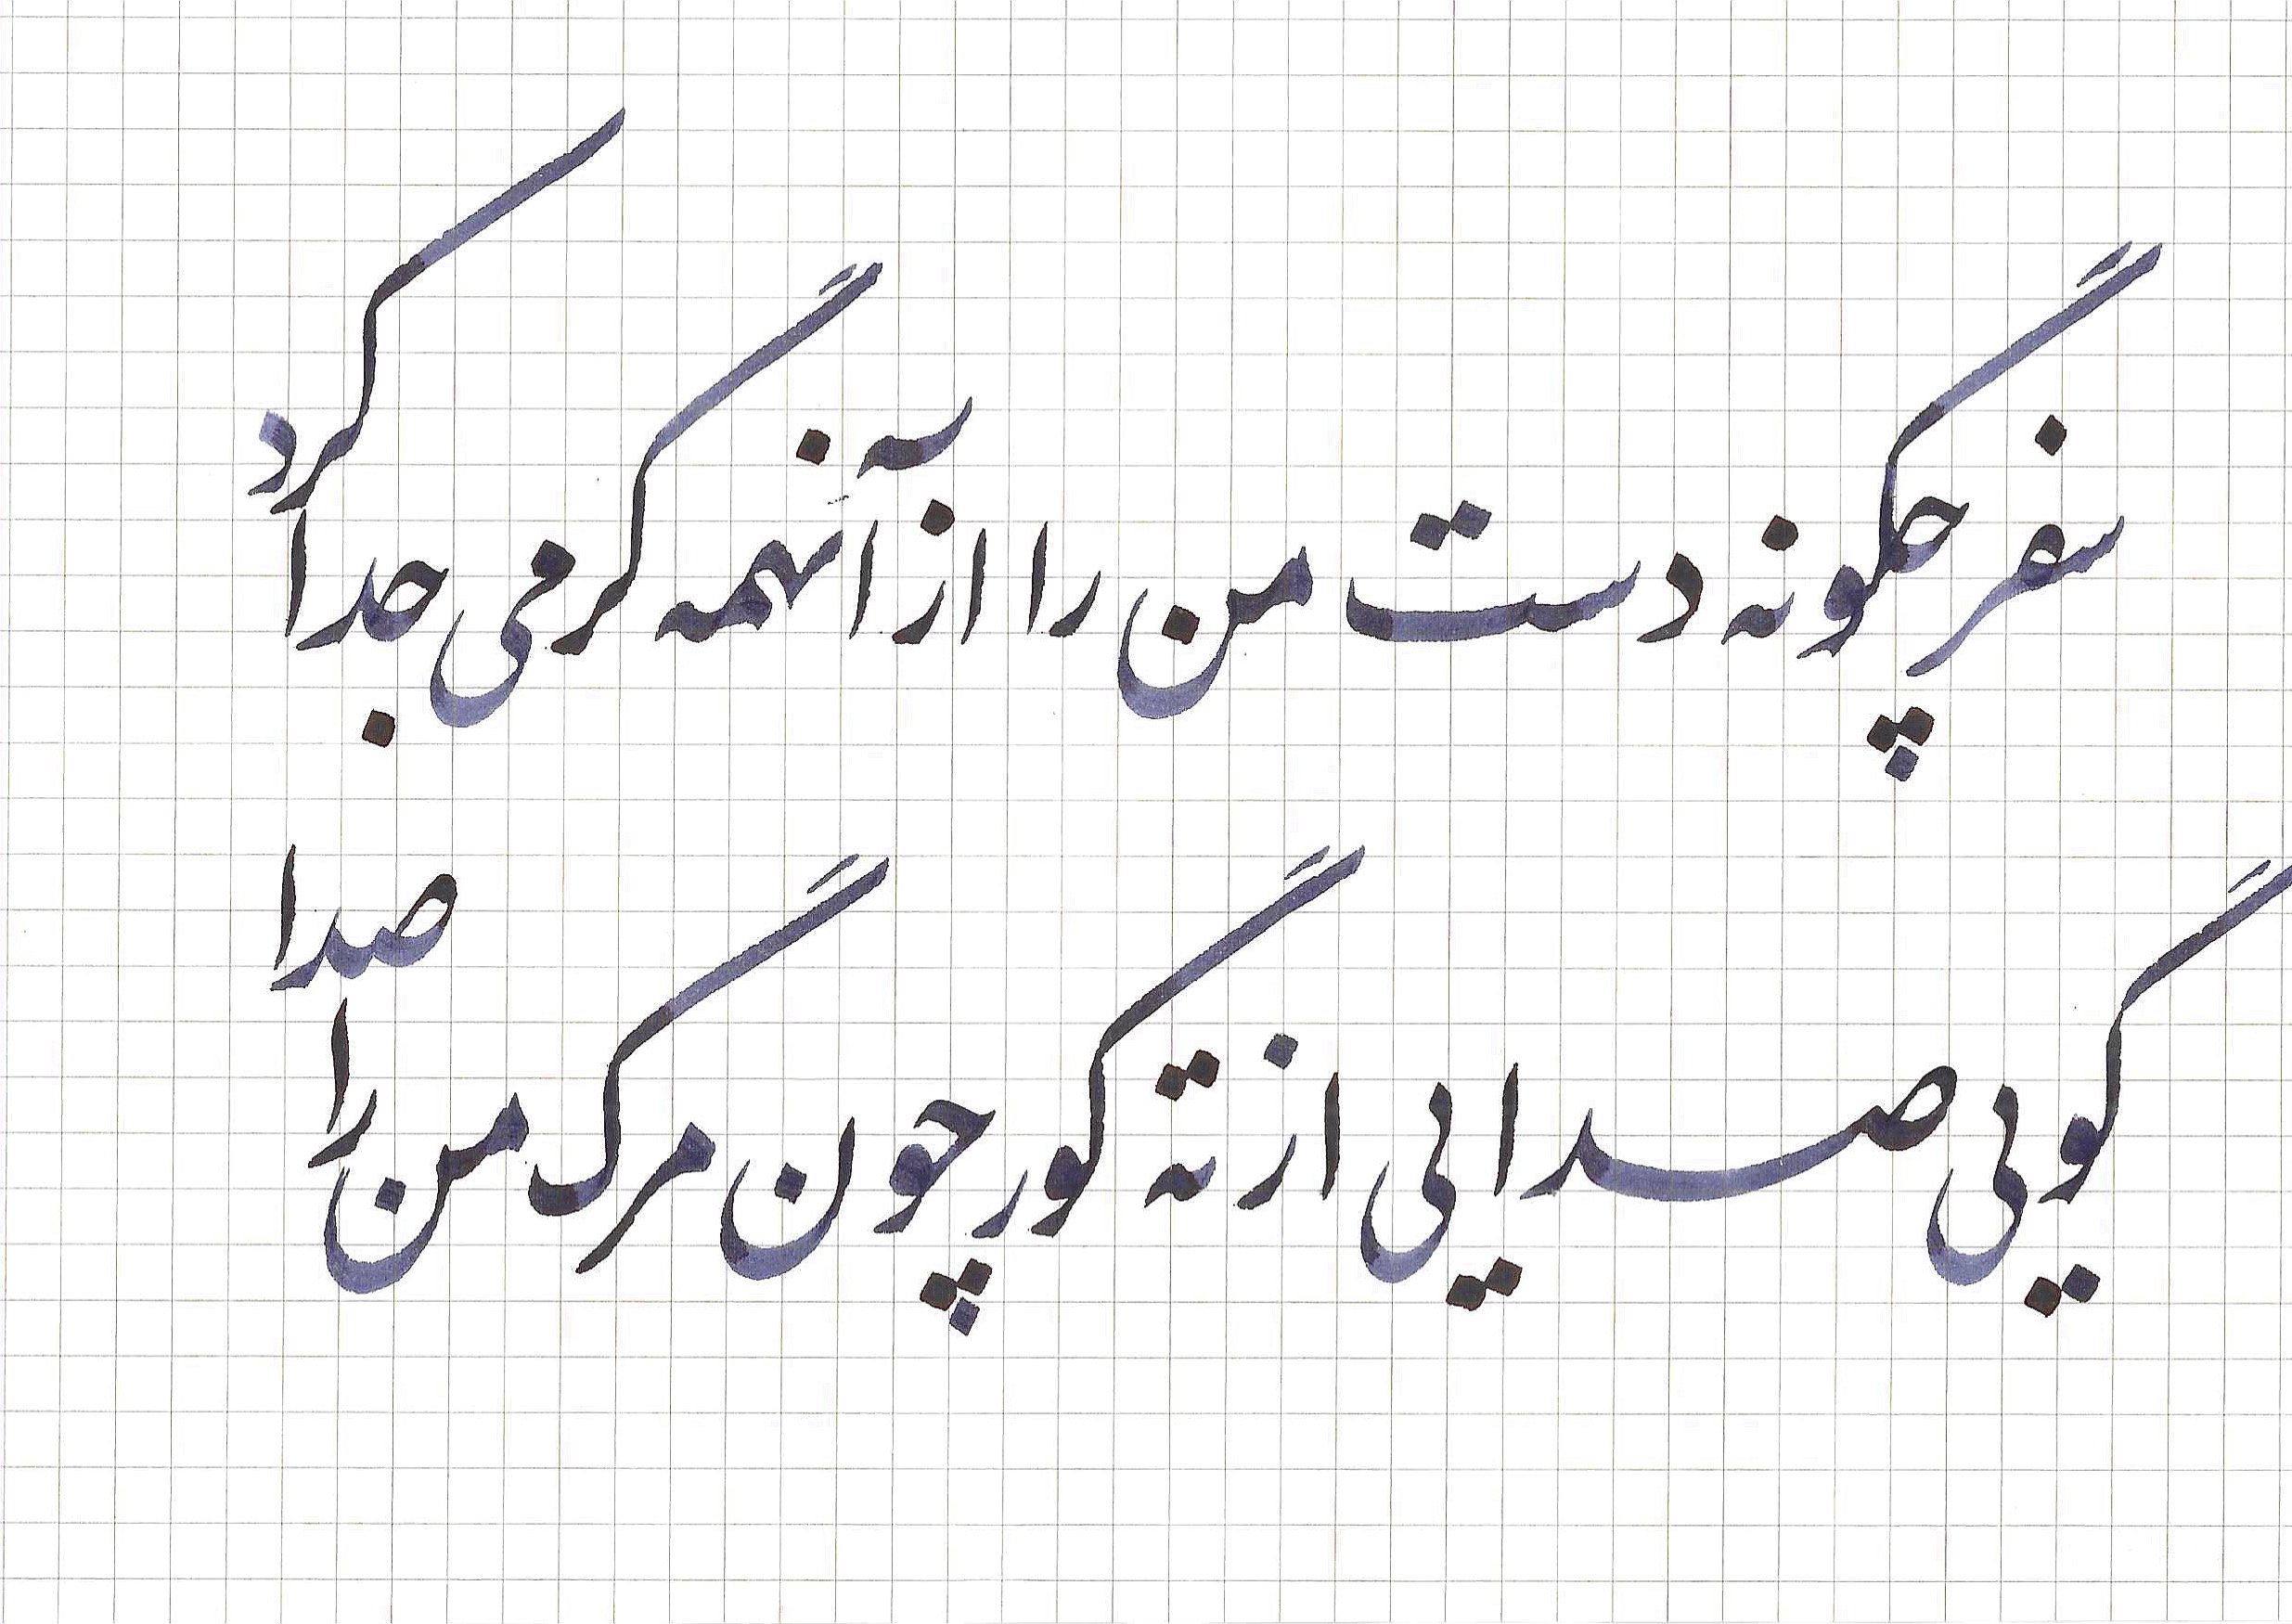 سفر چگونه دست من را از آنهمه گرمی جدا کرد
گویی صدایی از ته گور چون مرگ من را صدا